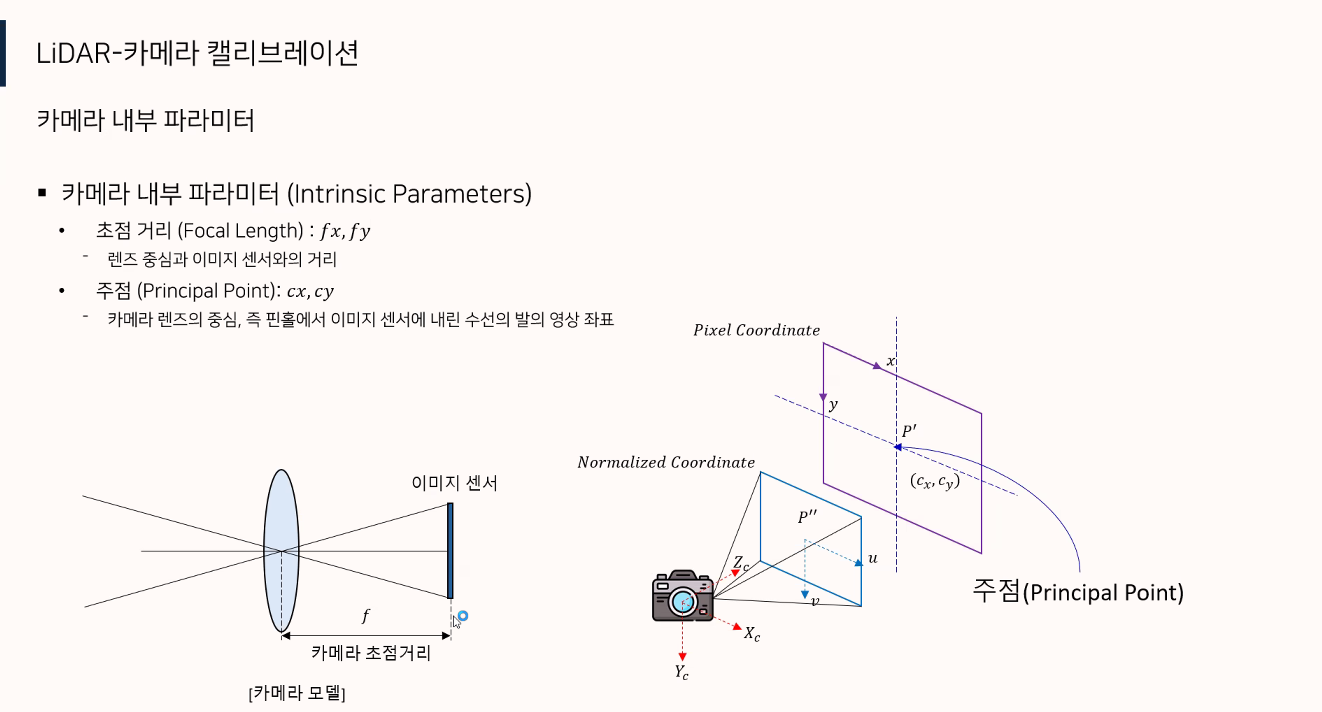 LiDAR-카메라 캘리브레이션
카메라 내부 파라미터
▪ 카메라 내부 파라미터 (Intrinsic Parameters)
• 초점 거리 (Focal Length) : fx, fy
- 렌즈 중심과 이미지 센서와의 거리
• 주점 (Principal Point): cx, cy
- 카메라 렌즈의 중심, 즉 핀홀에서 이미지 센서에 내린 수선의 발의 영상 좌표
이미지 센서
f
카메라 초점거리
[카메라 모델]
Pixel Coordinate
x
y
P′
(cₓ, c_y)
Normalized Coordinate
P′′
u
v
Z_c
X_c
Y_c
주점(Principal Point)